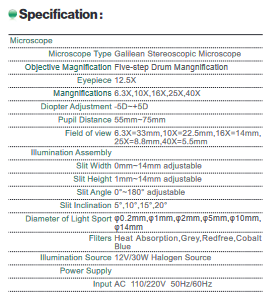 Specification:
Microscope
Microscope Type Galilean Stereoscopic Microscope
Objective Magnification Five-step Drum Mangnification
Eyepiece 12.5X
Mangnifications 6.3X,10X,16X,25X,40X
Diopter Adjustment -5D~+5D
Pupil Distance 55mm~75mm
Field of view 6.3X=33mm,10X=22.5mm,16X=14mm,
25X=8.8mm,40X=5.5mm
Illumination Assembly
Slit Width 0mm~14mm adjustable
Slit Height 1mm~14mm adjustable
Slit Angle 0°~180° adjustable
Slit Inclination 5°,10°,15°,20°
Diameter of Light Sport φ0.2mm,φ1mm,φ2mm,φ5mm,φ10mm,
φ14mm
Filters Heat Absorption,Grey,Redfree,Cobalt
Blue
Illumination Source 12V/30W Halogen Source
Power Supply
Input AC 110/220V 50Hz/60Hz